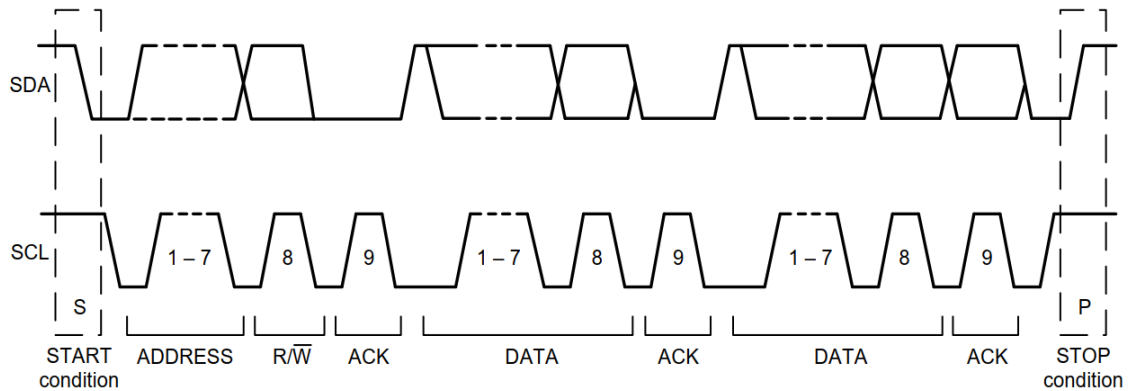 SDA
SCL
1 – 7
8
9
1 – 7
8
9
1 – 7
8
9
S
P
START
condition
ADDRESS
R/W̅
ACK
DATA
ACK
DATA
ACK
STOP
condition